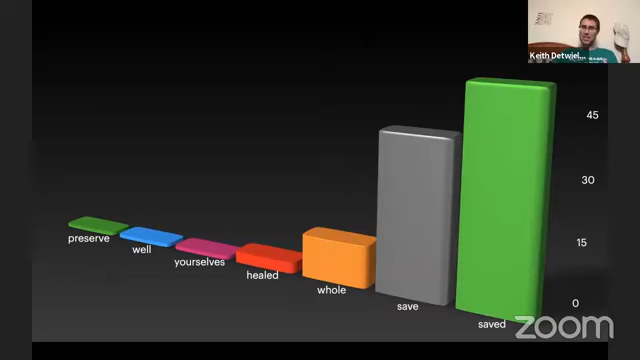 Keith Detwiel...
45
30
15
0
preserve
well
yourselves
healed
whole
save
saved
zoom